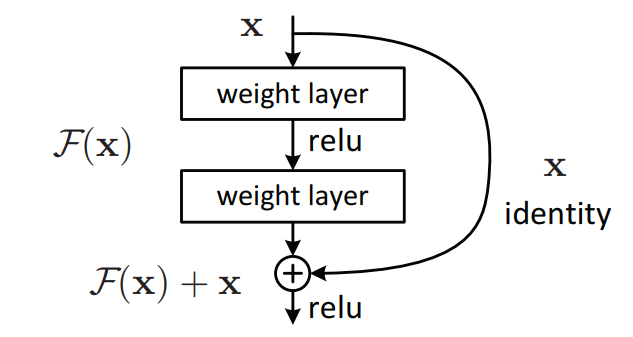 x
weight layer
relu
F(x)
weight layer
x
identity
F(x) + x
+
relu